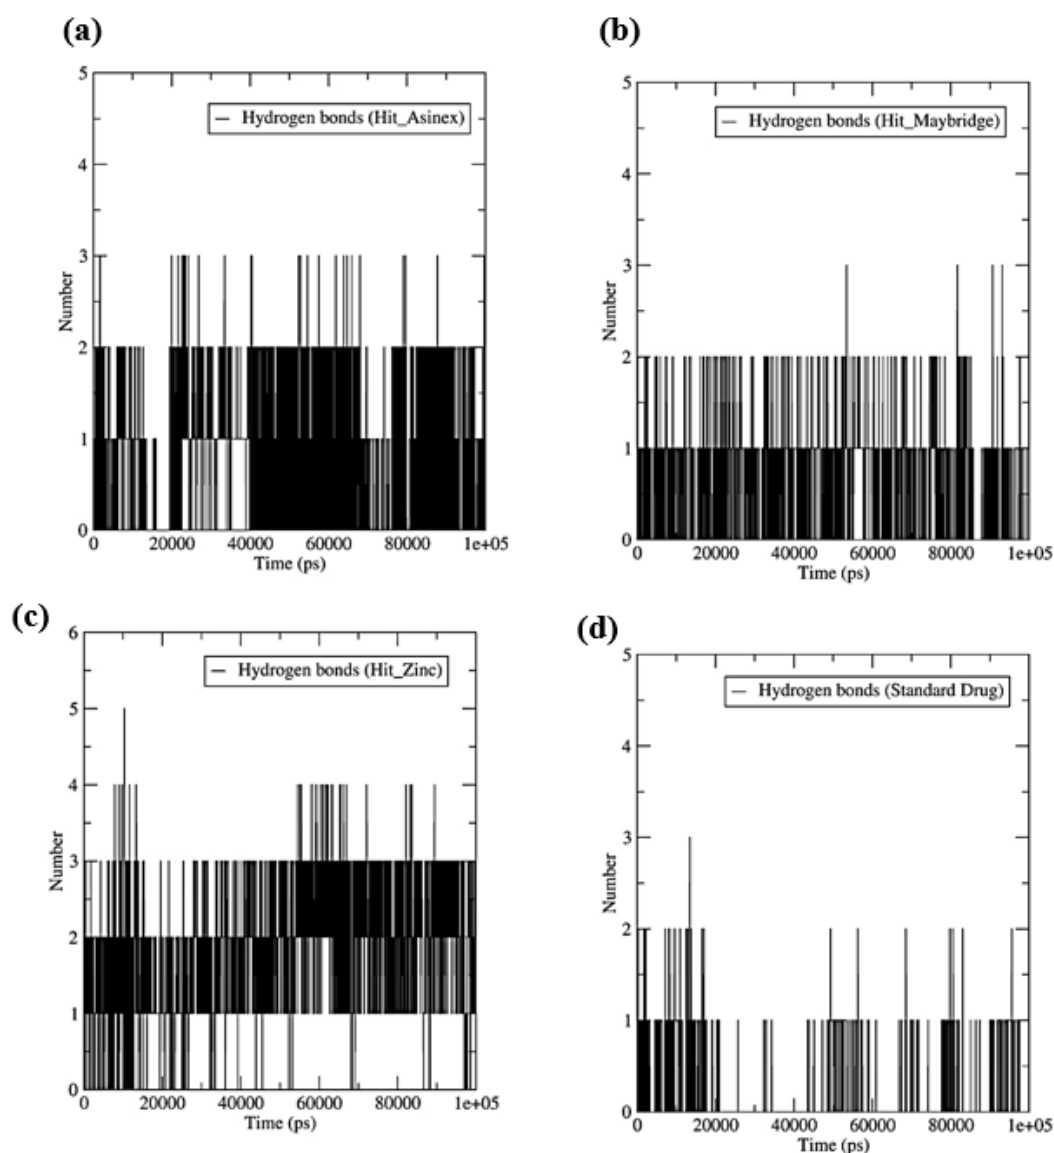 (a)
5
4
3
2
1
0
Number
— Hydrogen bonds (Hit_Asinex)
0 20000 40000 60000 80000 1e+05
Time (ps)
(b)
5
4
3
2
1
0
Number
— Hydrogen bonds (Hit_Maybridge)
0 20000 40000 60000 80000 1e+05
Time (ps)
(c)
6
5
4
3
2
1
0
Number
— Hydrogen bonds (Hit_Zinc)
0 20000 40000 60000 80000 1e+05
Time (ps)
(d)
5
4
3
2
1
0
Number
— Hydrogen bonds (Standard Drug)
0 20000 40000 60000 80000 1e+05
Time (ps)